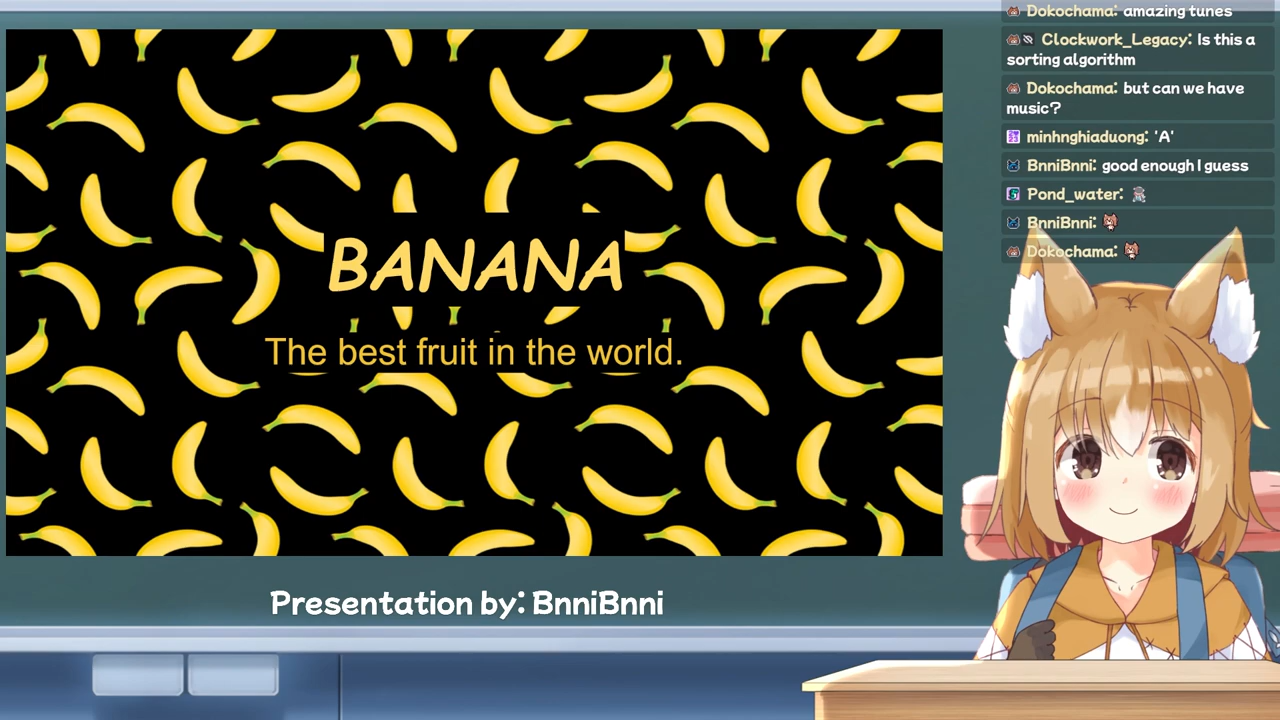 BANANA
The best fruit in the world.
Presentation by: BnniBnni
Dokochama: amazing tunes
Clockwork_Legacy: Is this a
sorting algorithm
Dokochama: but can we have
music?
minhnghiaduong: 'A'
BnniBnni: good enough I guess
Pond_water:
BnniBnni:
Dokochama: